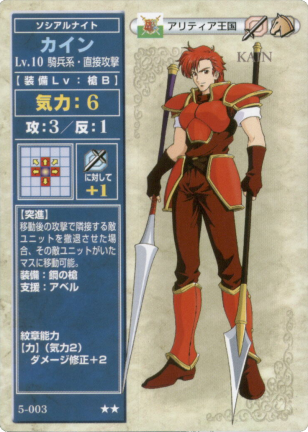 ソシアルナイト
カイン
Lv.10 騎兵系・直接攻撃
［装備Lv：槍B］
気力：6
攻：3／反：1
に対して
+1
【突進】
移動後の攻撃で隣接する敵
ユニットを撤退させた場
合、その敵ユニットがいた
マスに移動可能。
装備：鋼の槍
支援：アベル
紋章能力
【力】（気力2）
ダメージ修正＋2
5-003 ★★
アリティア王国
KAIN